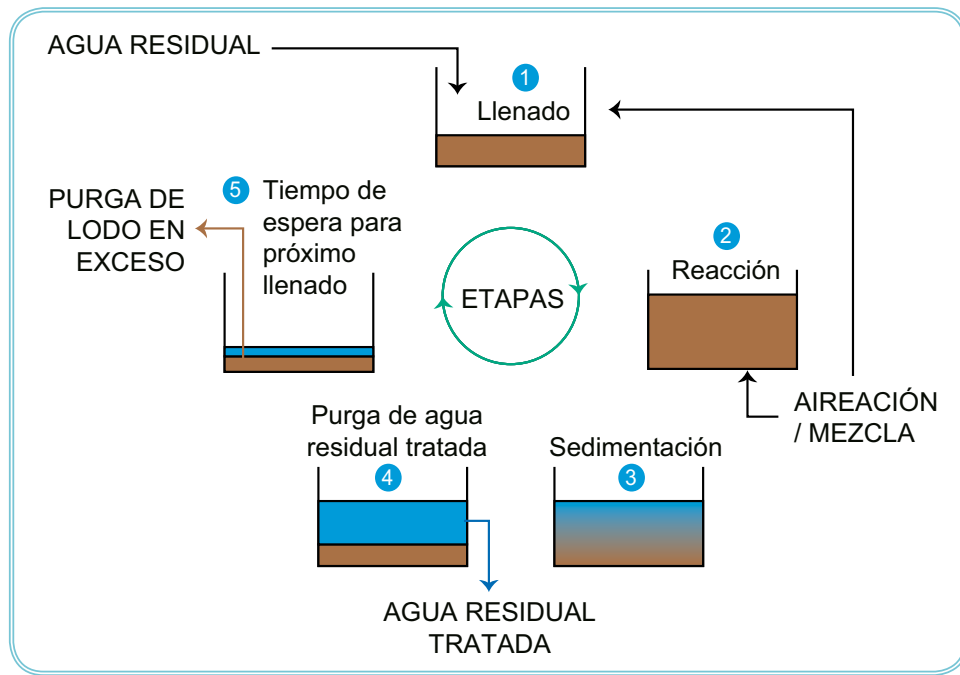 AGUA RESIDUAL
1
Llenado
5 Tiempo de
espera para
próximo
llenado
PURGA DE
LODO EN
EXCESO
2
Reacción
ETAPAS
AIREACIÓN
/ MEZCLA
Purga de agua
residual tratada
4
Sedimentación
3
AGUA RESIDUAL
TRATADA